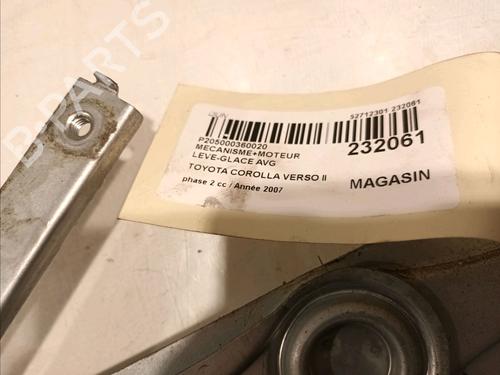 52712301 232061
P205000360020
232061
MECANISME+MOTEUR
LEVE-GLACE AVG
TOYOTA COROLLA VERSO II
MAGASIN
phase 2 cc / Année 2007
B-PARTS